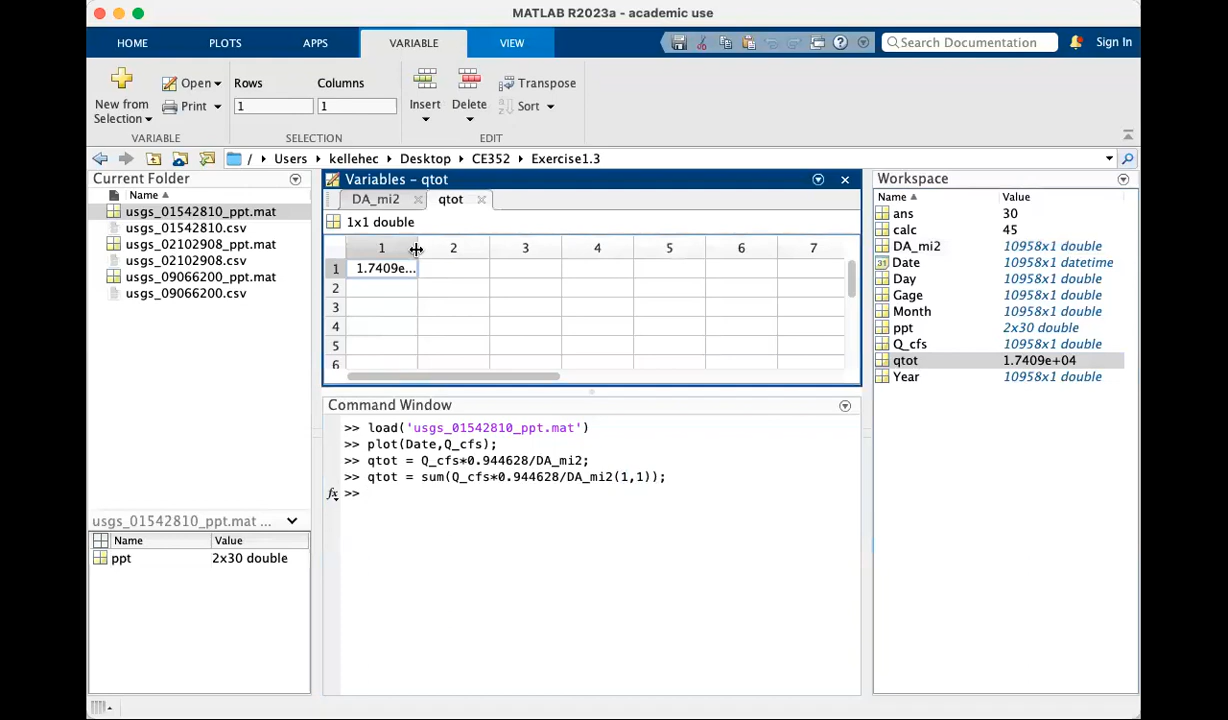 MATLAB R2023a - academic use
HOME PLOTS APPS VARIABLE VIEW Search Documentation Sign In
New from Selection
Open
Print
VARIABLE
Rows Columns
1 1
SELECTION
Insert Delete
Transpose
Sort
EDIT
/ Users kellehec Desktop CE352 Exercise1.3
Current Folder
Name
usgs_01542810_ppt.mat
usgs_01542810.csv
usgs_02102908_ppt.mat
usgs_02102908.csv
usgs_09066200_ppt.mat
usgs_09066200.csv
usgs_01542810_ppt.mat ...
Name Value
ppt 2x30 double
Variables - qtot
DA_mi2 qtot
1x1 double
1 2 3 4 5 6 7
1 1.7409e...
2
3
4
5
6
Command Window
>> load('usgs_01542810_ppt.mat')
>> plot(Date,Q_cfs);
>> qtot = Q_cfs*0.944628/DA_mi2;
>> qtot = sum(Q_cfs*0.944628/DA_mi2(1,1));
fx >>
Workspace
Name Value
ans 30
calc 45
DA_mi2 10958x1 double
Date 10958x1 datetime
Day 10958x1 double
Gage 10958x1 double
Month 10958x1 double
ppt 2x30 double
Q_cfs 10958x1 double
qtot 1.7409e+04
Year 10958x1 double